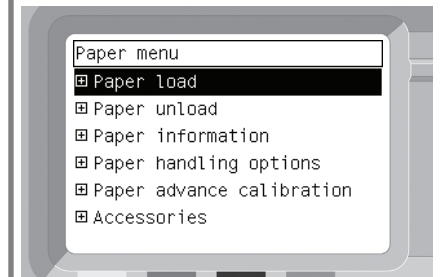 Paper menu
⊞ Paper load
⊞ Paper unload
⊞ Paper information
⊞ Paper handling options
⊞ Paper advance calibration
⊞ Accessories